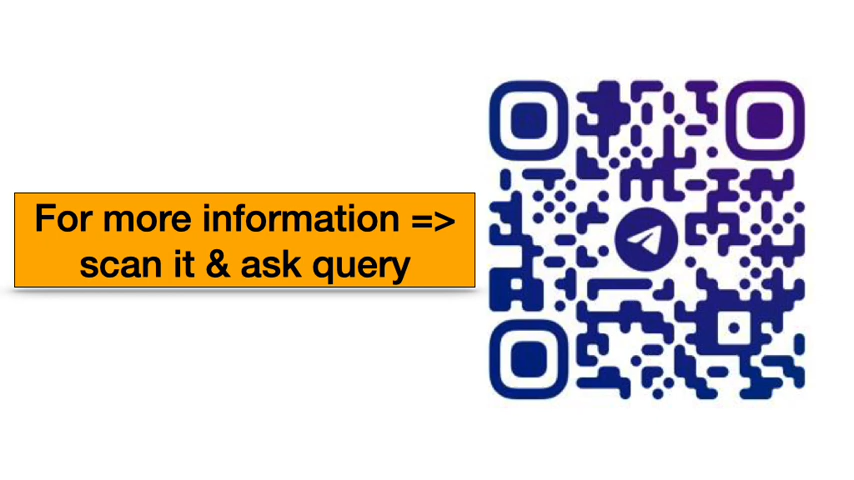 For more information =>
scan it & ask query